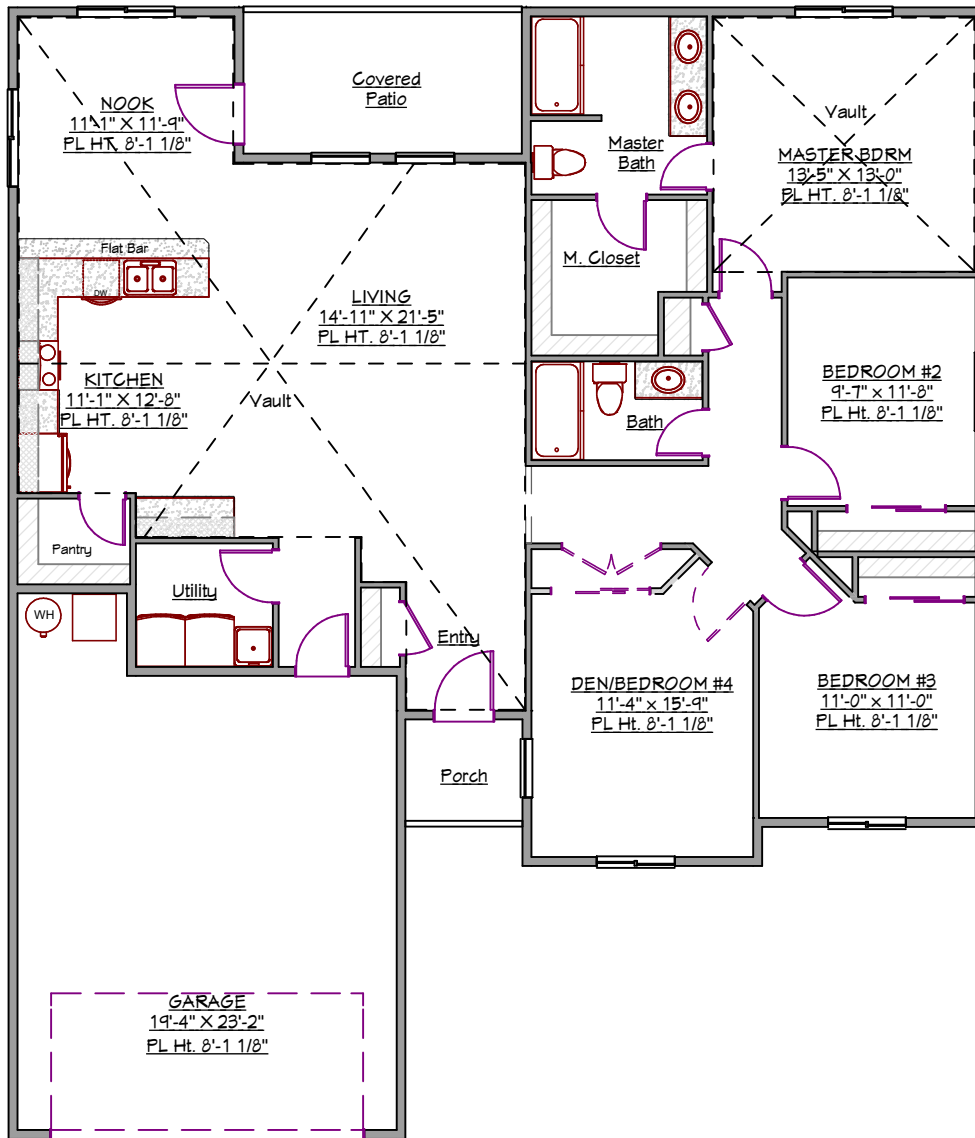 NOOK
11'-1" X 11'-9"
PL HT. 8'-1 1/8"
Covered
Patio
Master
Bath
Vault
MASTER BDRM
13'-5" X 13'-0"
PL HT. 8'-1 1/8"
Flat Bar
DW
M. Closet
LIVING
14'-11" X 21'-5"
PL HT. 8'-1 1/8"
KITCHEN
11'-1" X 12'-8"
PL HT. 8'-1 1/8"
Vault
Bath
BEDROOM #2
9'-7" X 11'-8"
PL Ht. 8'-1 1/8"
Pantry
Utility
WH
Entry
DEN/BEDROOM #4
11'-4" x 15'-9"
PL Ht. 8'-1 1/8"
BEDROOM #3
11'-0" x 11'-0"
PL Ht. 8'-1 1/8"
Porch
GARAGE
19'-4" X 23'-2"
PL Ht. 8'-1 1/8"